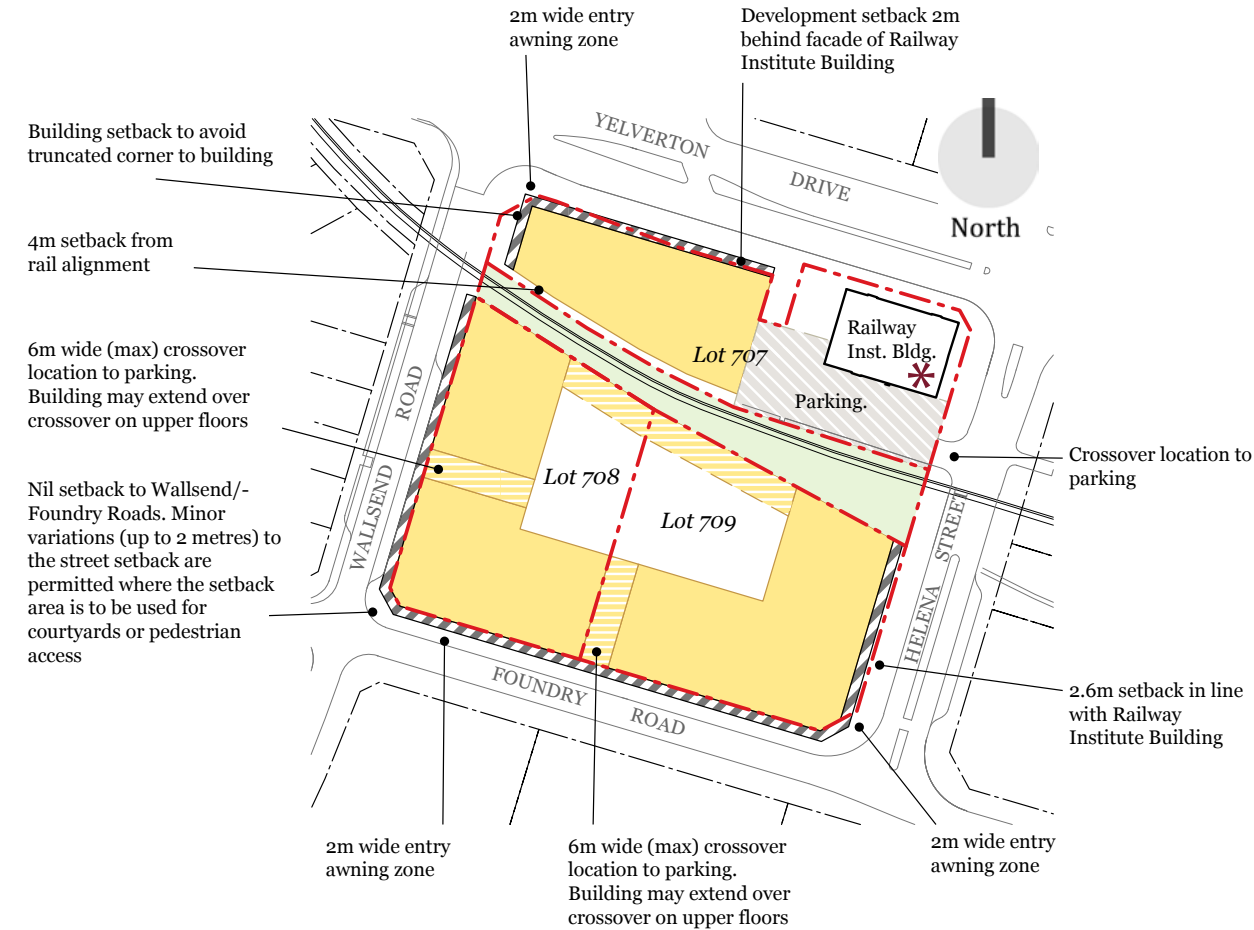 2m wide entry
awning zone
Development setback 2m
behind facade of Railway
Institute Building
Building setback to avoid
truncated corner to building
YELVERTON
DRIVE
North
4m setback from
rail alignment
6m wide (max) crossover
location to parking.
Building may extend over
crossover on upper floors
Railway
Inst. Bldg.
Lot 707
Parking.
WALLSEND
ROAD
Lot 708
Lot 709
Crossover location to
parking
Nil setback to Wallsend/-
Foundry Roads. Minor
variations (up to 2 metres) to
the street setback are
permitted where the setback
area is to be used for
courtyards or pedestrian
access
HELENA
STREET
FOUNDRY
ROAD
2.6m setback in line
with Railway
Institute Building
2m wide entry
awning zone
6m wide (max) crossover
location to parking.
Building may extend over
crossover on upper floors
2m wide entry
awning zone